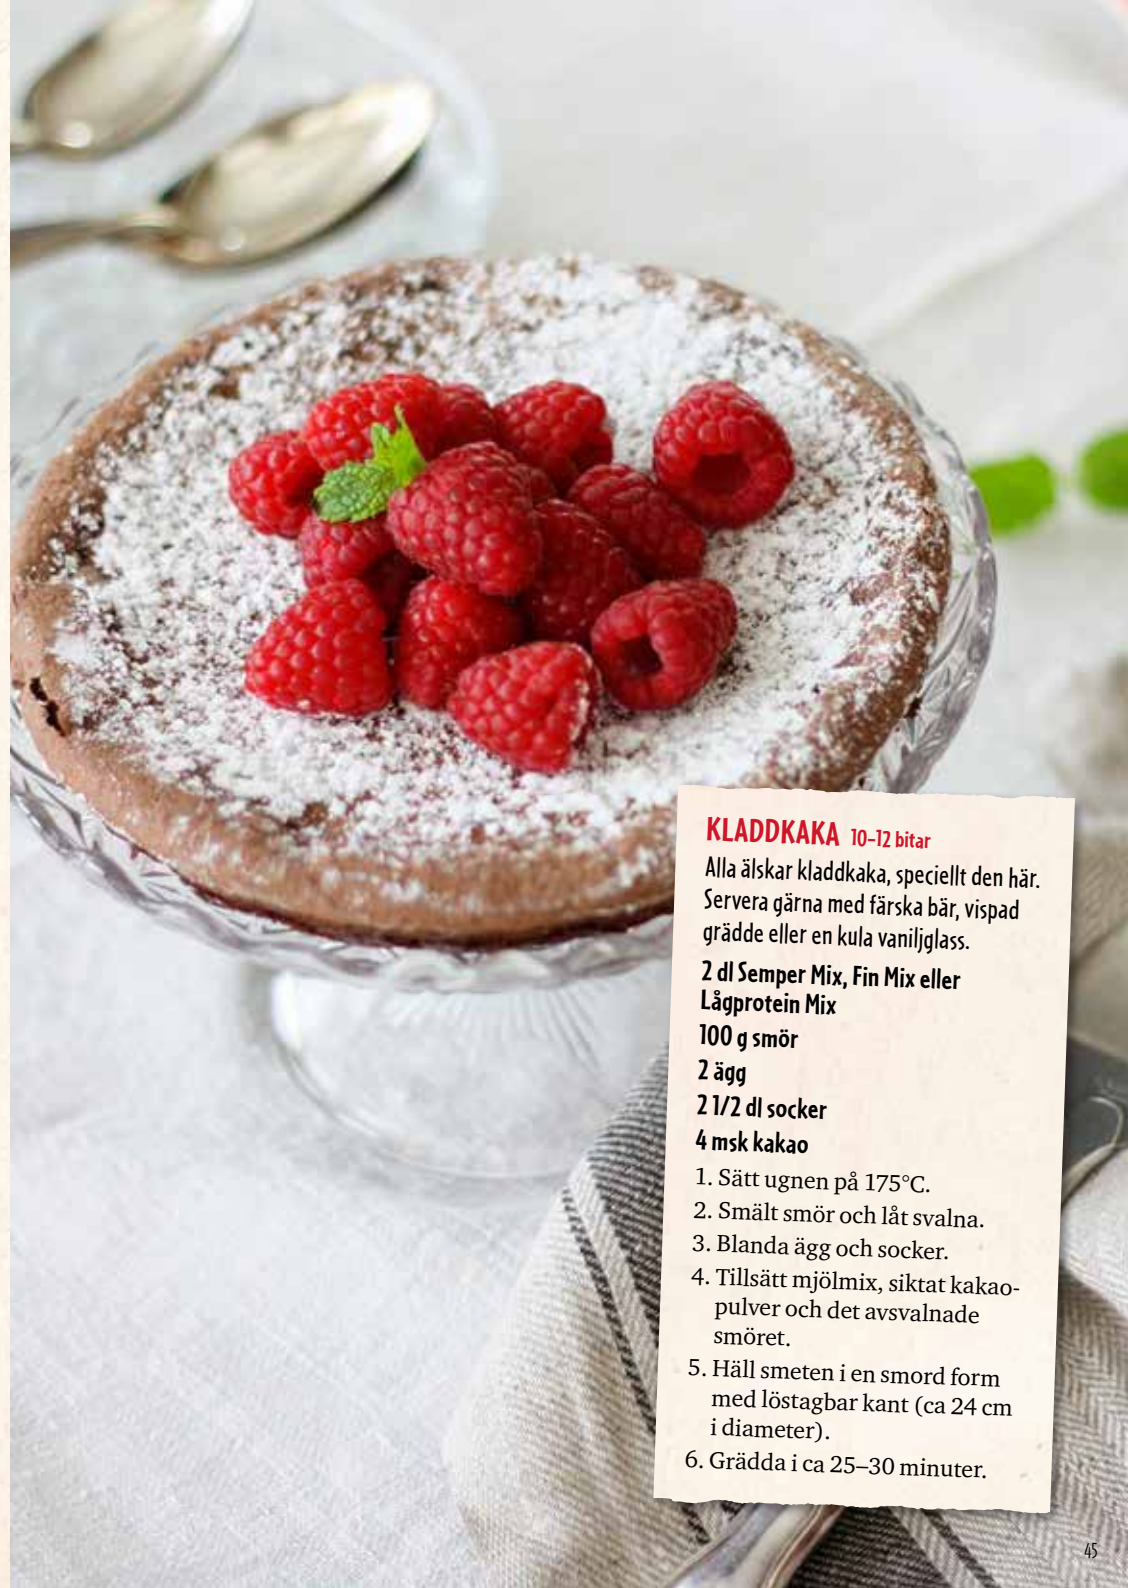 KLADDKAKA 10–12 bitar
Alla älskar kladdkaka, speciellt den här.
Servera gärna med färska bär, vispad
grädde eller en kula vaniljglass.
2 dl Semper Mix, Fin Mix eller
Lågprotein Mix
100 g smör
2 ägg
2 1/2 dl socker
4 msk kakao
1. Sätt ugnen på 175°C.
2. Smält smör och låt svalna.
3. Blanda ägg och socker.
4. Tillsätt mjölmix, siktat kakao-
pulver och det avsvalnade
smöret.
5. Häll smeten i en smord form
med löstagbar kant (ca 24 cm
i diameter).
6. Grädda i ca 25–30 minuter.
45